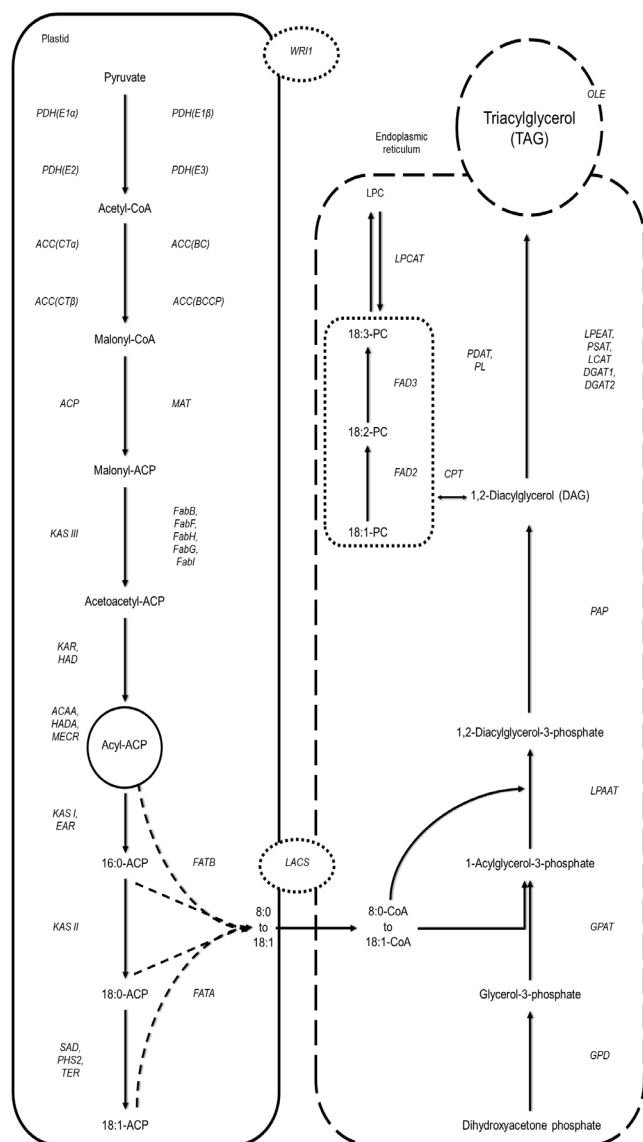 Plastid
WRI1
Pyruvate
PDH(E1α)
PDH(E1β)
PDH(E2)
PDH(E3)
Acetyl-CoA
ACC(CTα)
ACC(BC)
ACC(CTβ)
ACC(BCCP)
Malonyl-CoA
ACP
MAT
Malonyl-ACP
KAS III
FabB,
FabF,
FabH,
FabG,
FabI
Acetoacetyl-ACP
KAR,
HAD
ACAA,
HADA,
MECR
Acyl-ACP
KAS I,
EAR
16:0-ACP
FATB
KAS II
18:0-ACP
FATA
SAD,
PHS2,
TER
18:1-ACP
8:0
to
18:1
LACS
Endoplasmic
reticulum
OLE
Triacylglycerol
(TAG)
LPC
LPCAT
18:3-PC
FAD3
18:2-PC
FAD2
18:1-PC
CPT
PDAT,
PL
LPEAT,
PSAT,
LCAT
DGAT1,
DGAT2
1,2-Diacylglycerol (DAG)
PAP
1,2-Diacylglycerol-3-phosphate
LPAAT
1-Acylglycerol-3-phosphate
8:0-CoA
to
18:1-CoA
GPAT
Glycerol-3-phosphate
GPD
Dihydroxyacetone phosphate